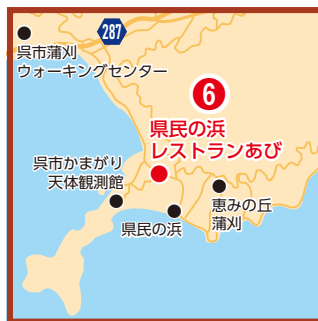 287
呉市蒲刈
ウォーキングセンター
6
県民の浜
レストランあび
呉市かまがり
天体観測館
恵みの丘
蒲刈
県民の浜